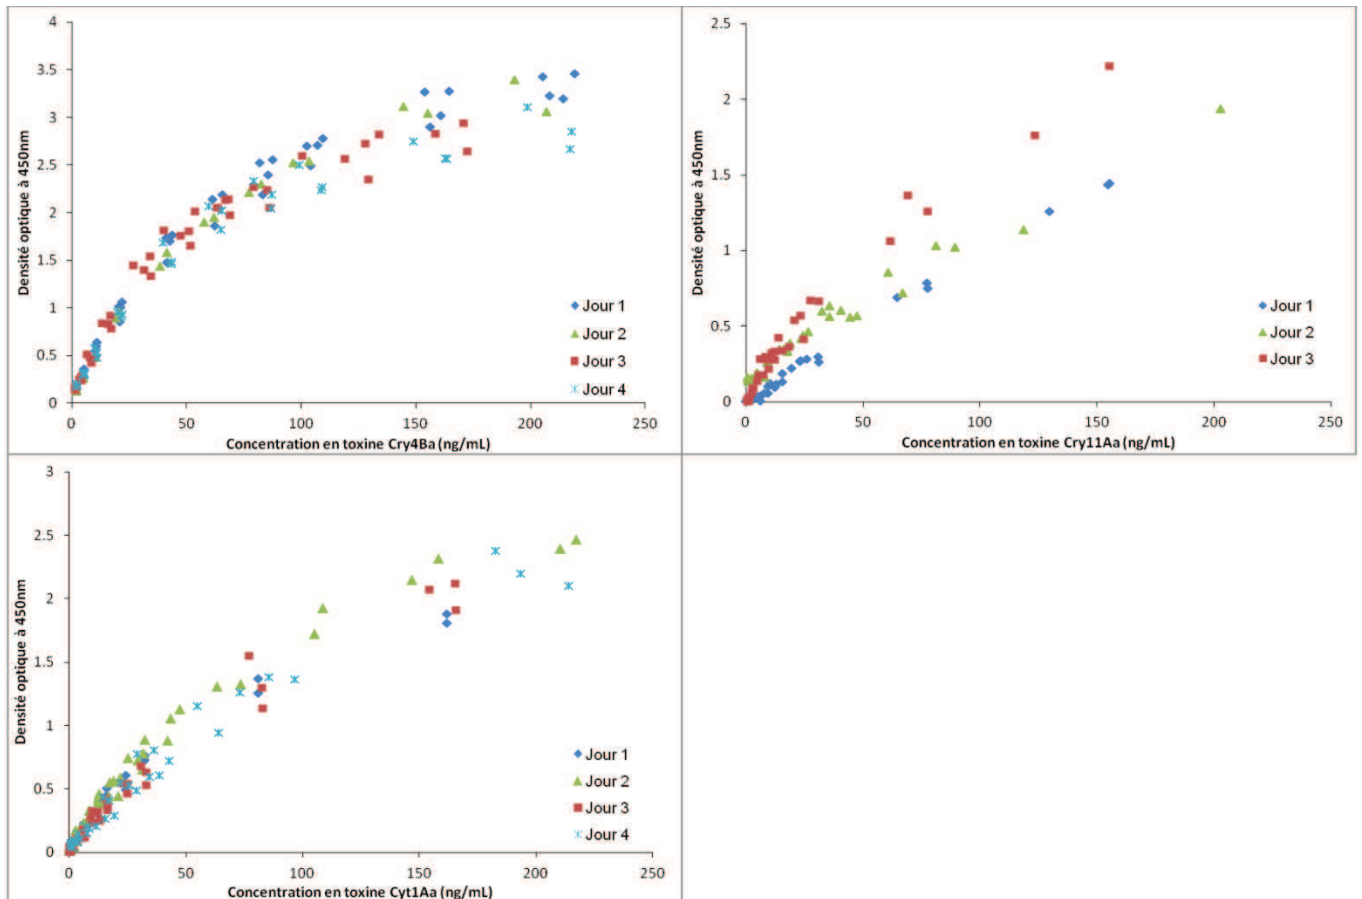 4
3.5
3
2.5
2
1.5
1
0.5
0
Densité optique à 450nm
0 50 100 150 200 250
Concentration en toxine Cry4Ba (ng/mL)
Jour 1
Jour 2
Jour 3
Jour 4
2.5
2
1.5
1
0.5
0
Densité optique à 450nm
0 50 100 150 200 250
Concentration en toxine Cry11Aa (ng/mL)
Jour 1
Jour 2
Jour 3
3
2.5
2
1.5
1
0.5
0
Densité optique à 450nm
0 50 100 150 200 250
Concentration en toxine Cyt1Aa (ng/mL)
Jour 1
Jour 2
Jour 3
Jour 4